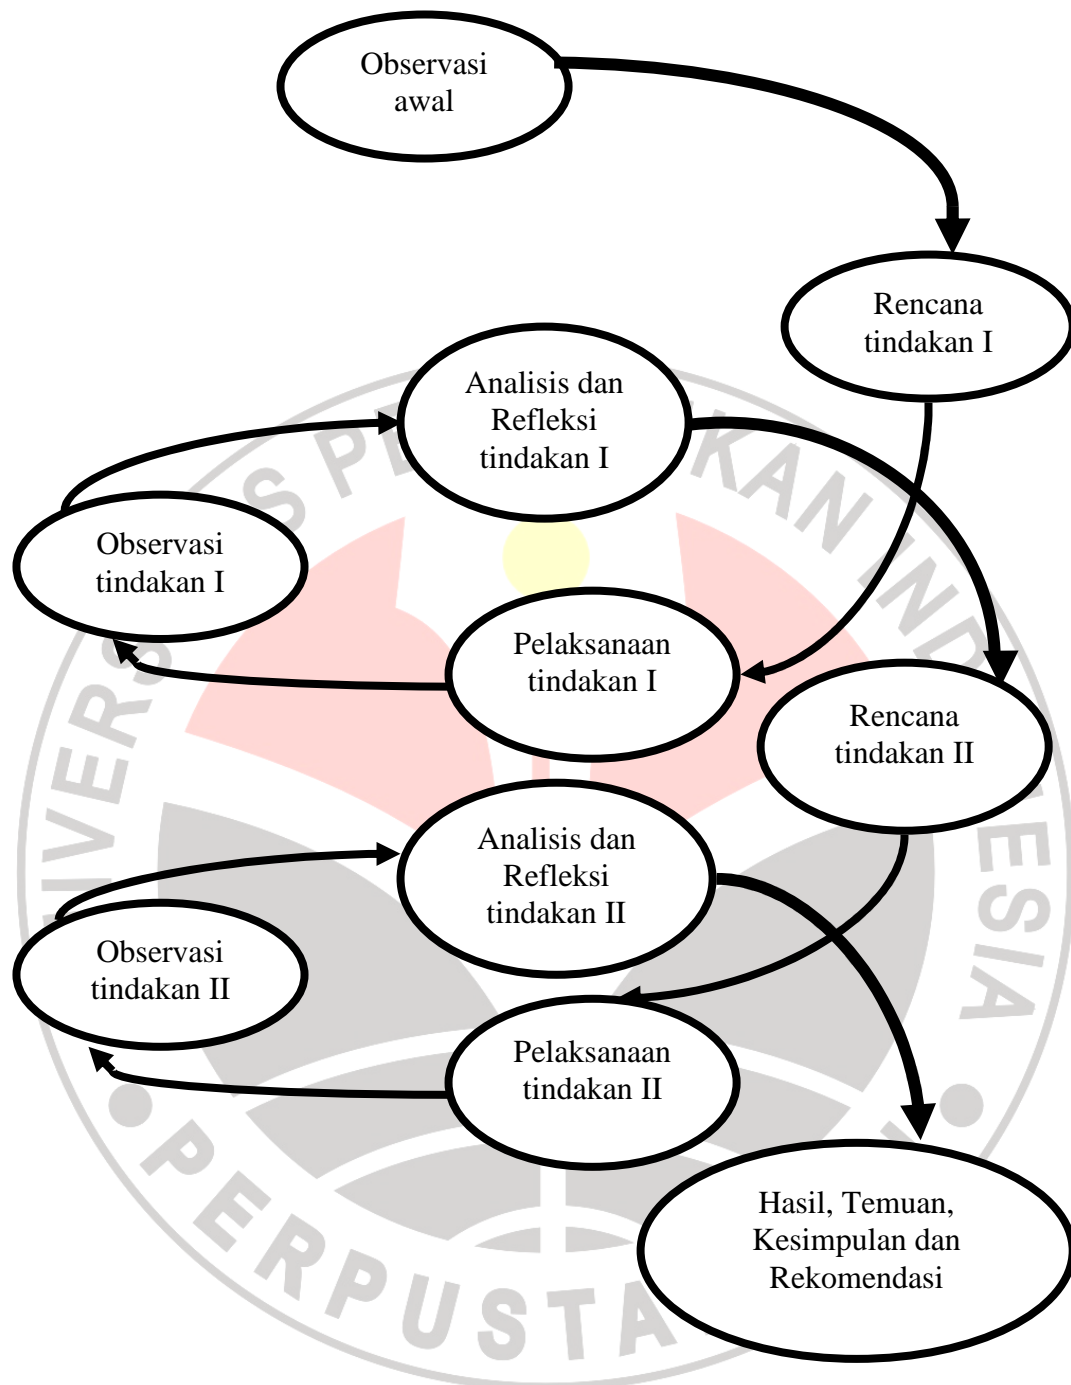 Observasi
awal
Rencana
tindakan I
Analisis dan
Refleksi
tindakan I
Observasi
tindakan I
Pelaksanaan
tindakan I
Rencana
tindakan II
Analisis dan
Refleksi
tindakan II
Observasi
tindakan II
Pelaksanaan
tindakan II
Hasil, Temuan,
Kesimpulan dan
Rekomendasi
PERPUSTA